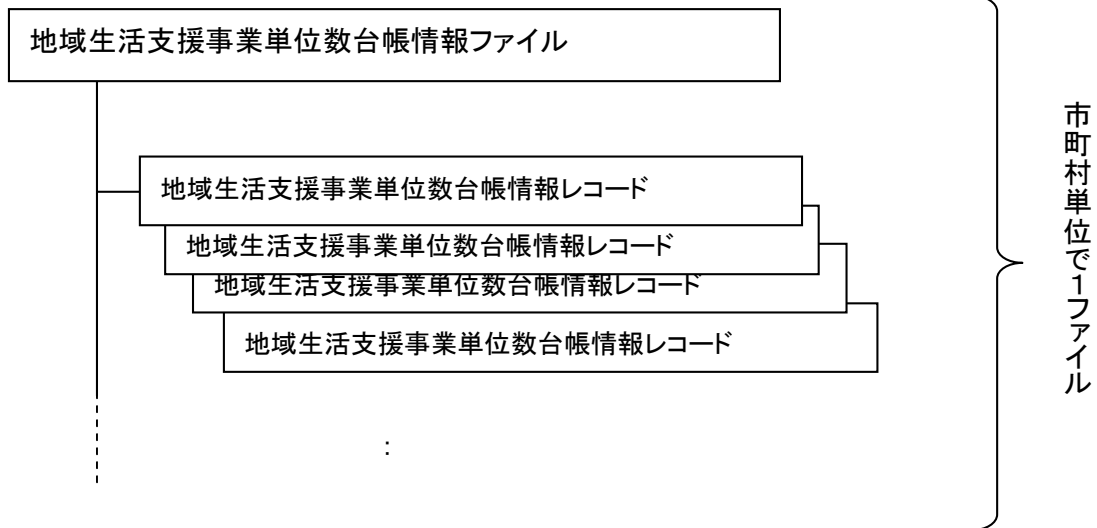 地域生活支援事業単位数台帳情報ファイル
地域生活支援事業単位数台帳情報レコード
地域生活支援事業単位数台帳情報レコード
地域生活支援事業単位数台帳情報レコード
地域生活支援事業単位数台帳情報レコード
:
市町村単位で1ファイル